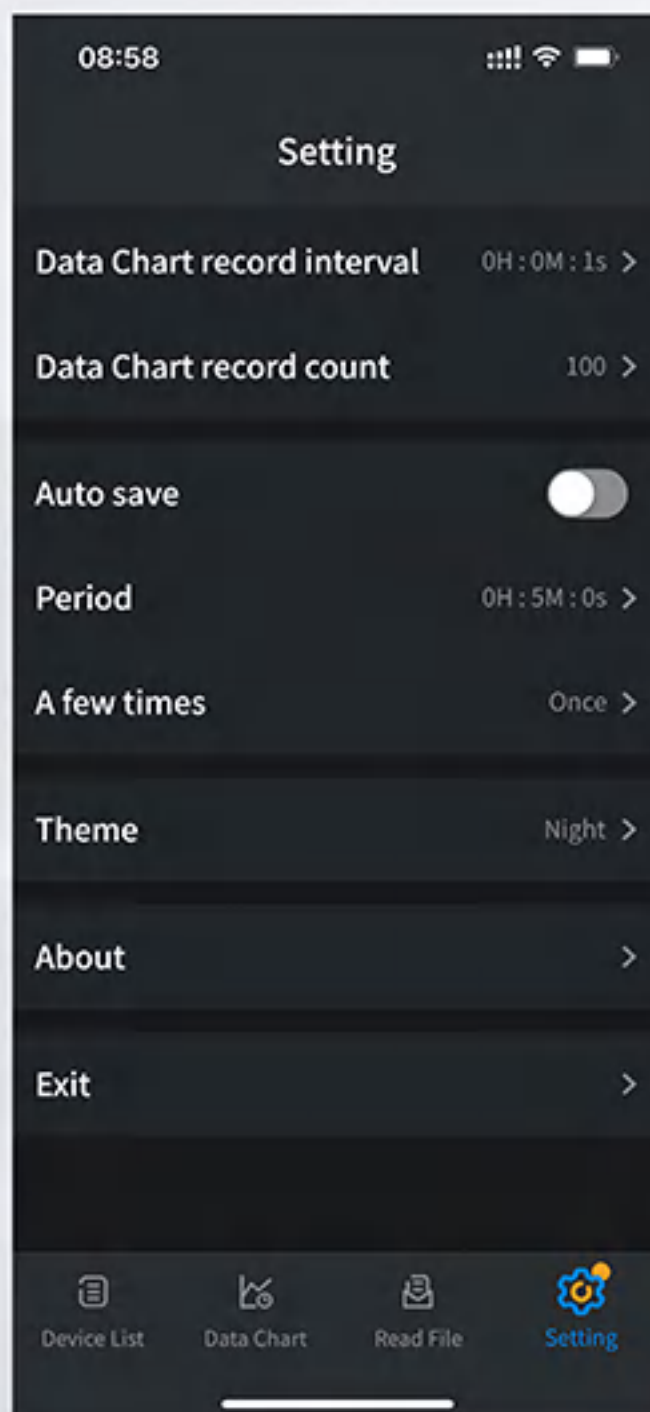 08:58
Setting
Data Chart record interval 0H : 0M : 1s >
Data Chart record count 100 >
Auto save
Period 0H : 5M : 0s >
A few times Once >
Theme Night >
About >
Exit >
Device List Data Chart Read File Setting